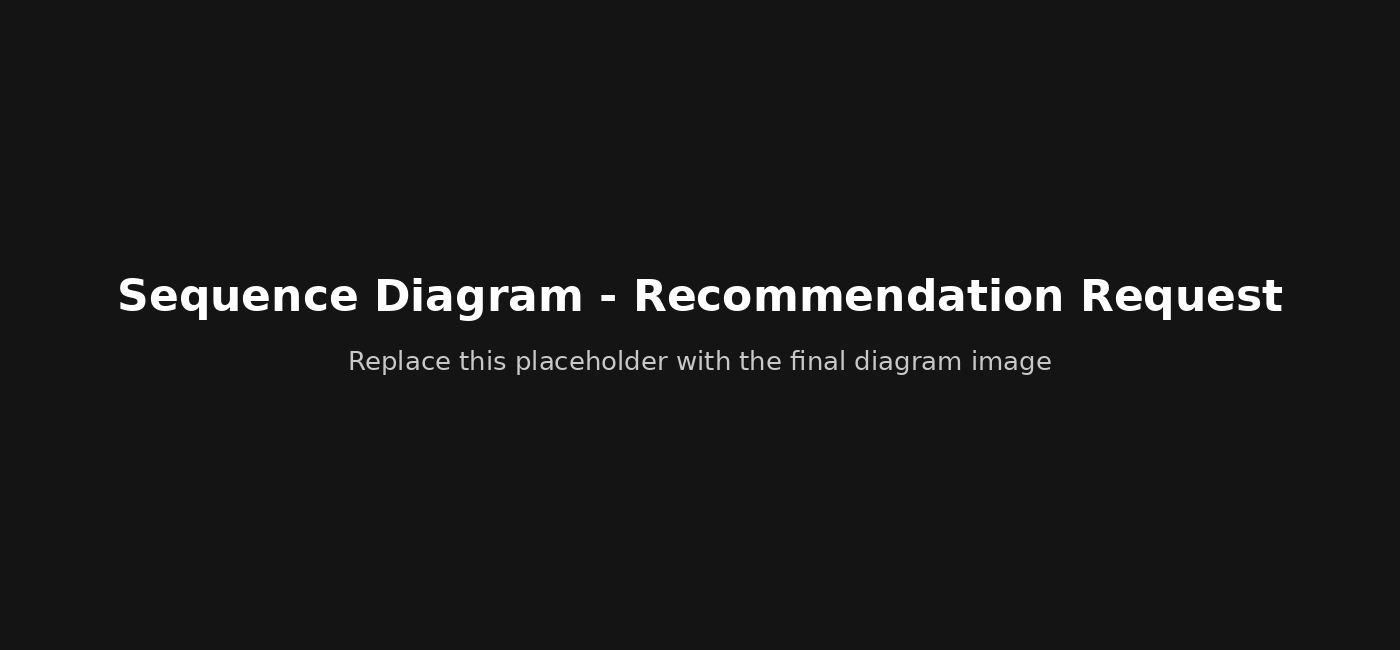 Sequence Diagram - Recommendation Request
Replace this placeholder with the final diagram image